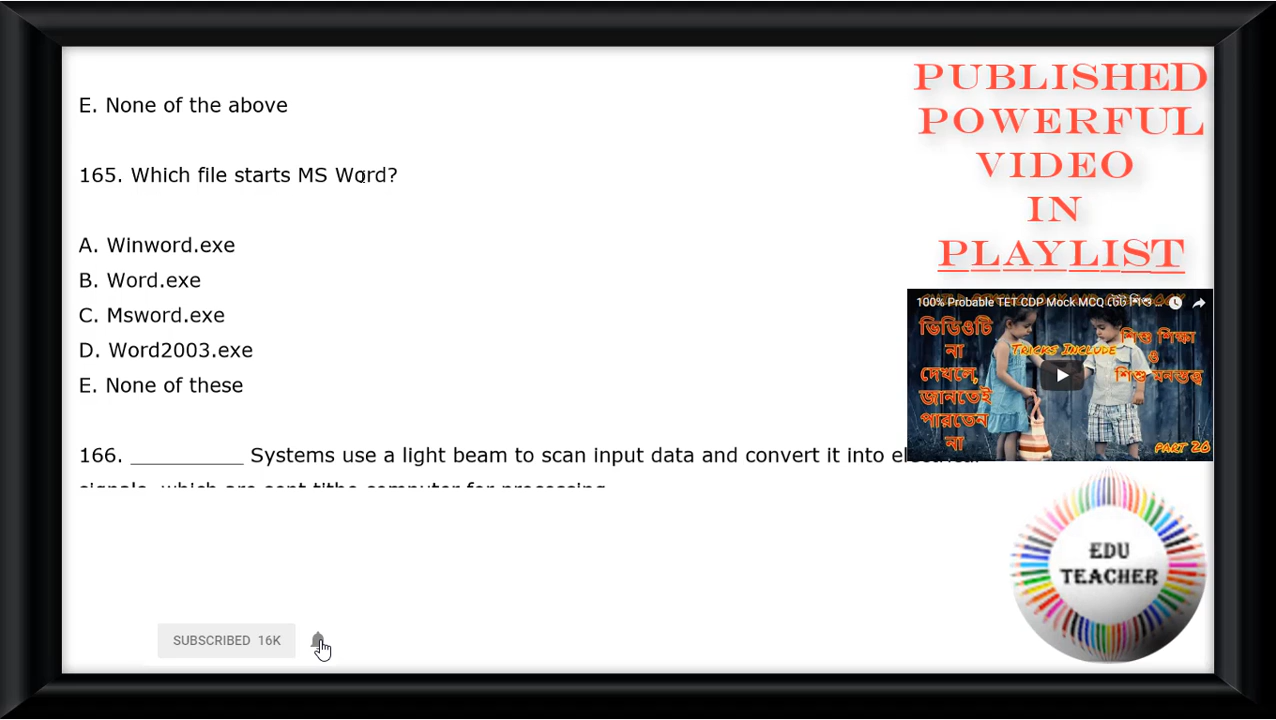 E. None of the above
165. Which file starts MS Word?
A. Winword.exe
B. Word.exe
C. Msword.exe
D. Word2003.exe
E. None of these
166. __________ Systems use a light beam to scan input data and convert it into electrical
signals, which are sent tithe computer for processing
PUBLISHED
POWERFUL
VIDEO
IN
PLAYLIST
100% Probable TET CDP Mock MCQ টেট শিশু ...
ভিডিওটি
না
দেখলে,
জানতেই
পারতেন
না
TRICKS INCLUDE
শিশু শিক্ষা
ও
শিশু মনস্তত্ত্ব
PART 26
EDU
TEACHER
SUBSCRIBED 16K